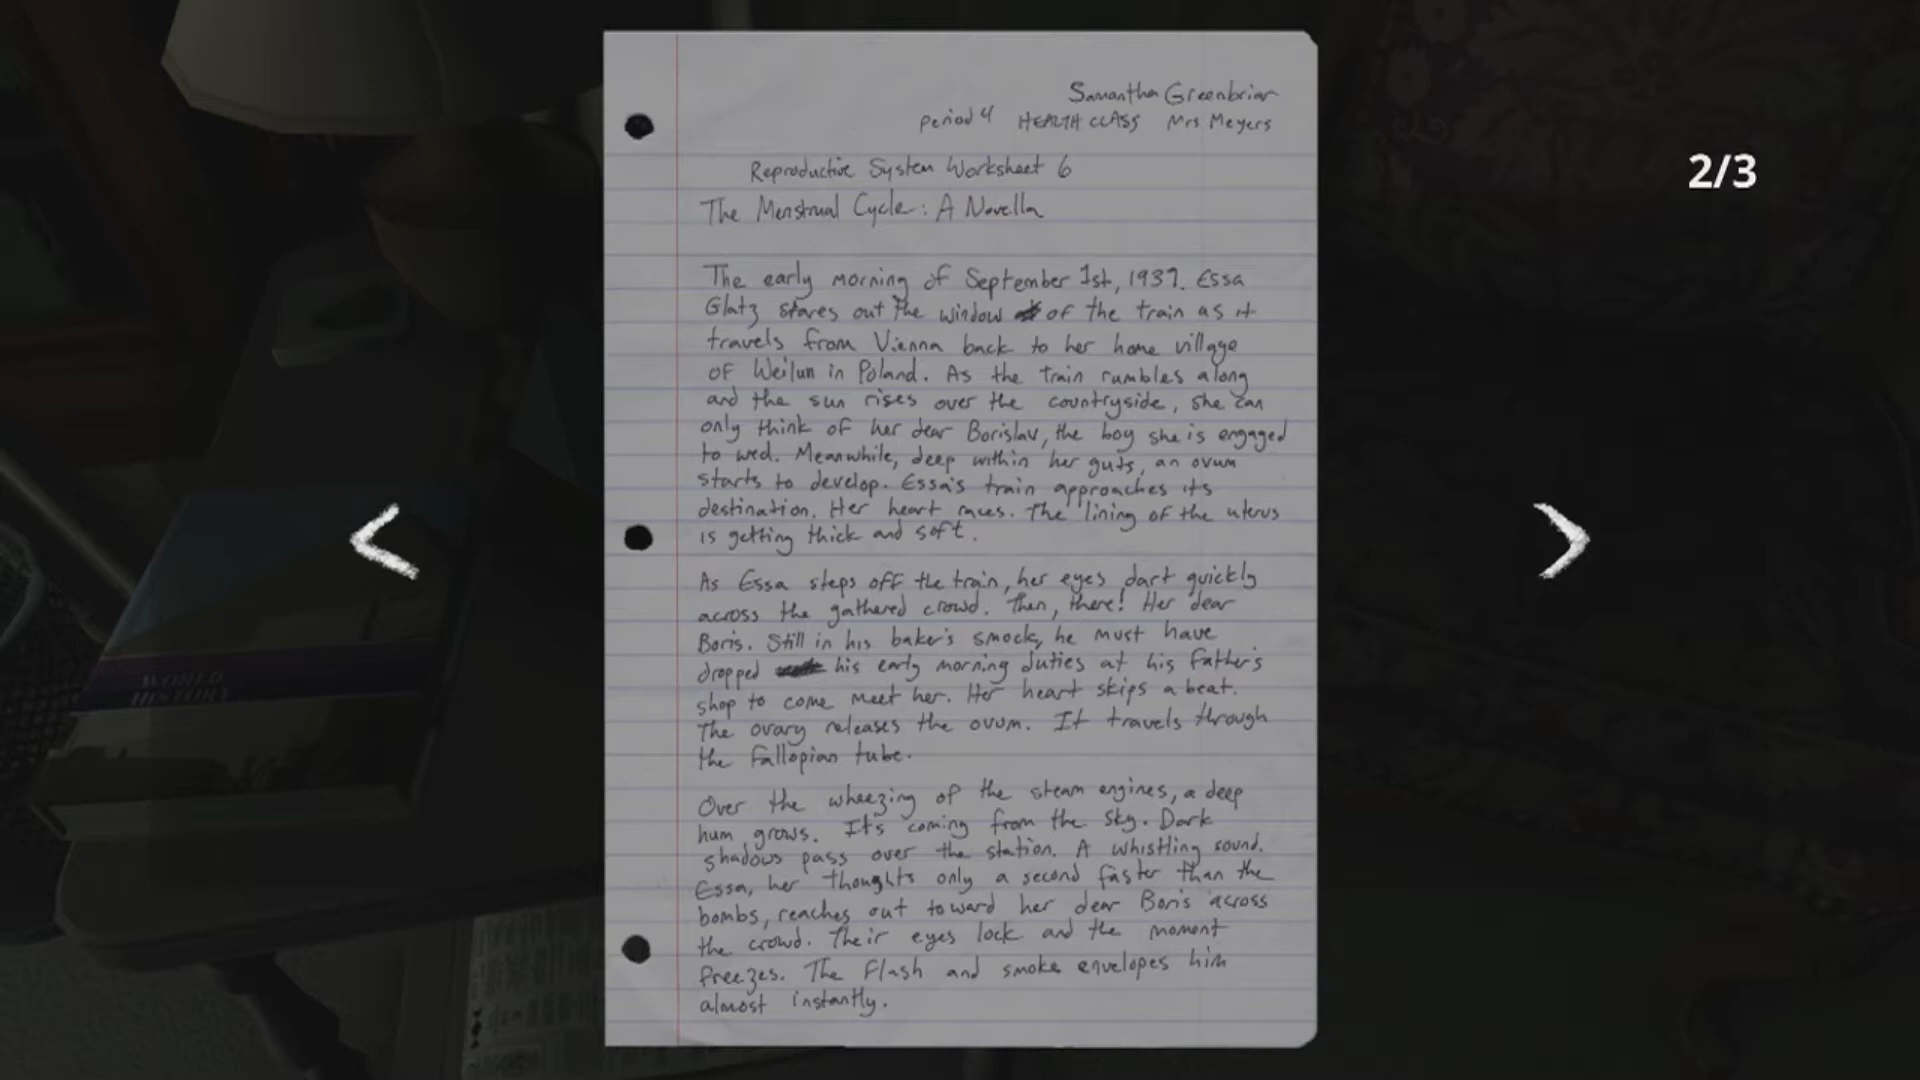 Samantha Greenbriar
period 4 HEALTH CLASS Mrs Meyers
Reproductive System Worksheet 6
The Menstrual Cycle: A Novella
The early morning of September 1st, 1939. Essa
Glatz stares out the window of the train as it
travels from Vienna back to her home village
of Weilun in Poland. As the train rumbles along
and the sun rises over the countryside, she can
only think of her dear Borislav, the boy she is engaged
to wed. Meanwhile, deep within her guts, an ovum
starts to develop. Essa's train approaches its
destination. Her heart races. The lining of the uterus
is getting thick and soft.
As Essa steps off the train, her eyes dart quickly
across the gathered crowd. Then, there! Her dear
Boris. Still in his baker's smock, he must have
dropped his early morning duties at his father's
shop to come meet her. Her heart skips a beat.
The ovary releases the ovum. It travels through
the fallopian tube.
Over the wheezing of the steam engines, a deep
hum grows. It's coming from the sky. Dark
shadows pass over the station. A whistling sound.
Essa, her thoughts only a second faster than the
bombs, reaches out toward her dear Boris across
the crowd. Their eyes lock and the moment
freezes. The flash and smoke envelopes him
almost instantly.
2/3
WORLD
HISTORY